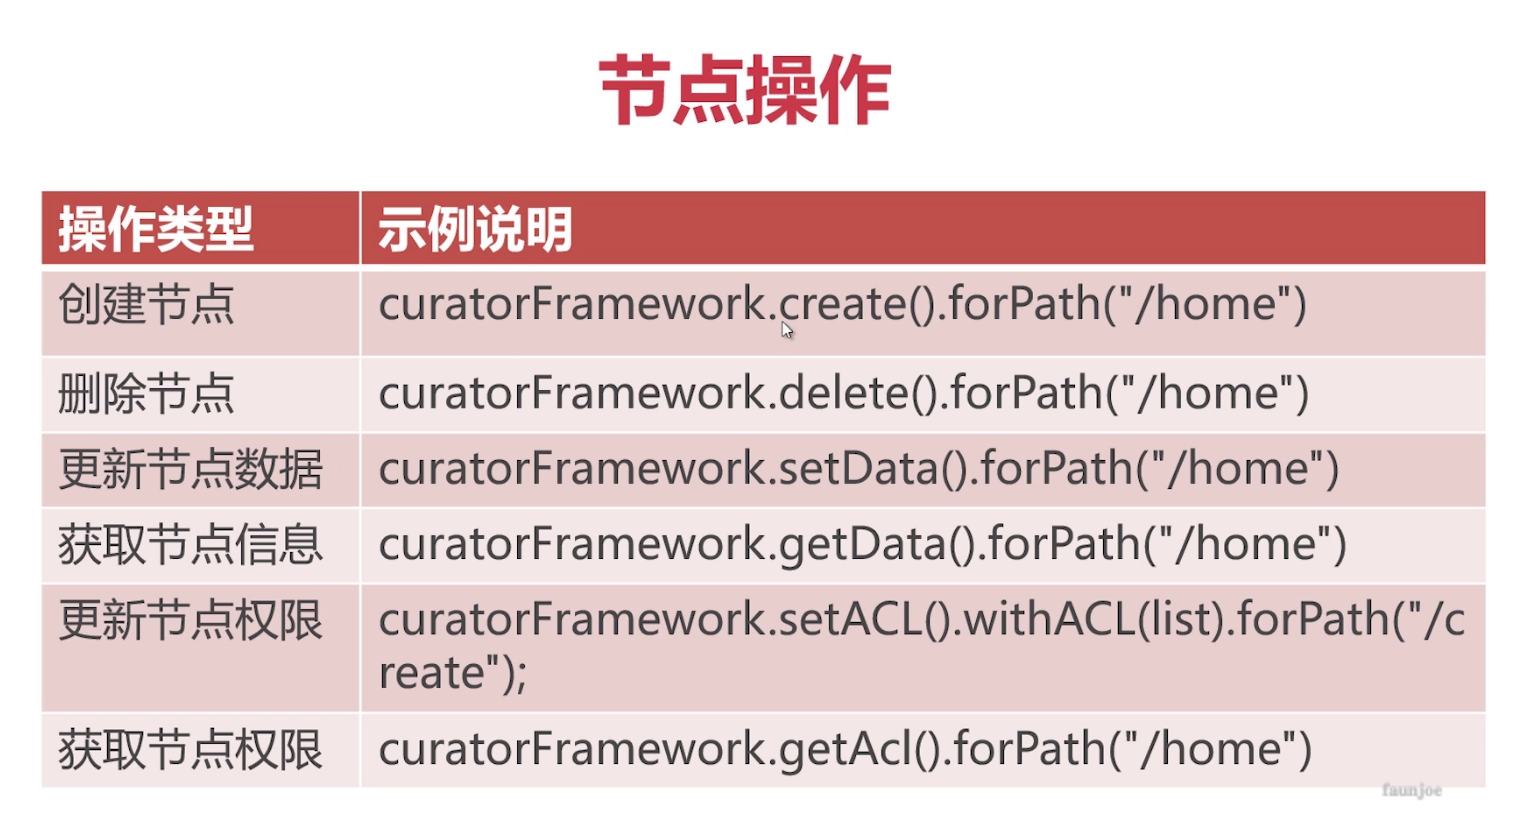 节点操作
操作类型 示例说明
创建节点 curatorFramework.create().forPath("/home")
删除节点 curatorFramework.delete().forPath("/home")
更新节点数据 curatorFramework.setData().forPath("/home")
获取节点信息 curatorFramework.getData().forPath("/home")
更新节点权限 curatorFramework.setACL().withACL(list).forPath("/c
reate");
获取节点权限 curatorFramework.getAcl().forPath("/home")
faunjoe